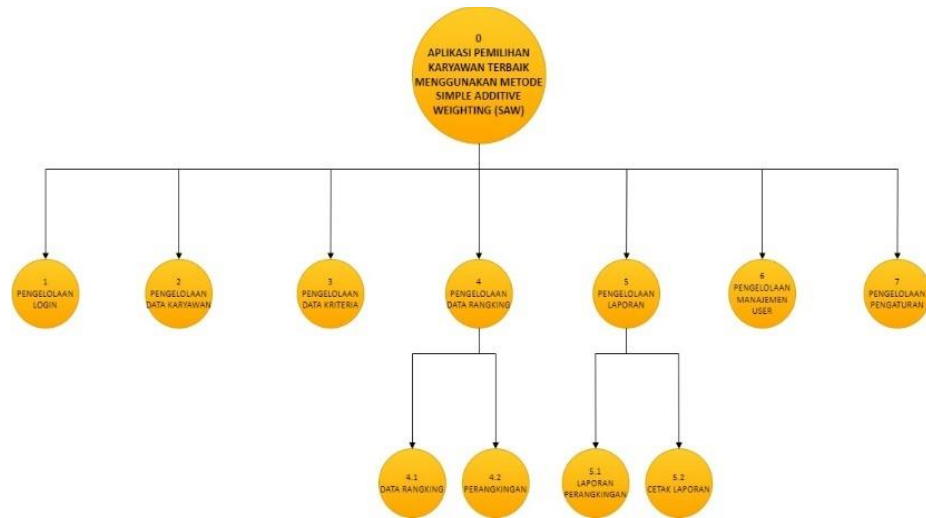 0
APLIKASI PEMILIHAN
KARYAWAN TERBAIK
MENGGUNAKAN METODE
SIMPLE ADDITIVE
WEIGHTING (SAW)
1
PENGELOLAAN
LOGIN
2
PENGELOLAAN
DATA KARYAWAN
3
PENGELOLAAN
DATA KRITERIA
4
PENGELOLAAN
DATA RANGKING
5
PENGELOLAAN
LAPORAN
6
PENGELOLAAN
MANAJEMEN
USER
7
PENGELOLAAN
PENGATURAN
4.1
DATA RANGKING
4.2
PERANGKINGAN
5.1
LAPORAN
PERANGKINGAN
5.2
CETAK LAPORAN